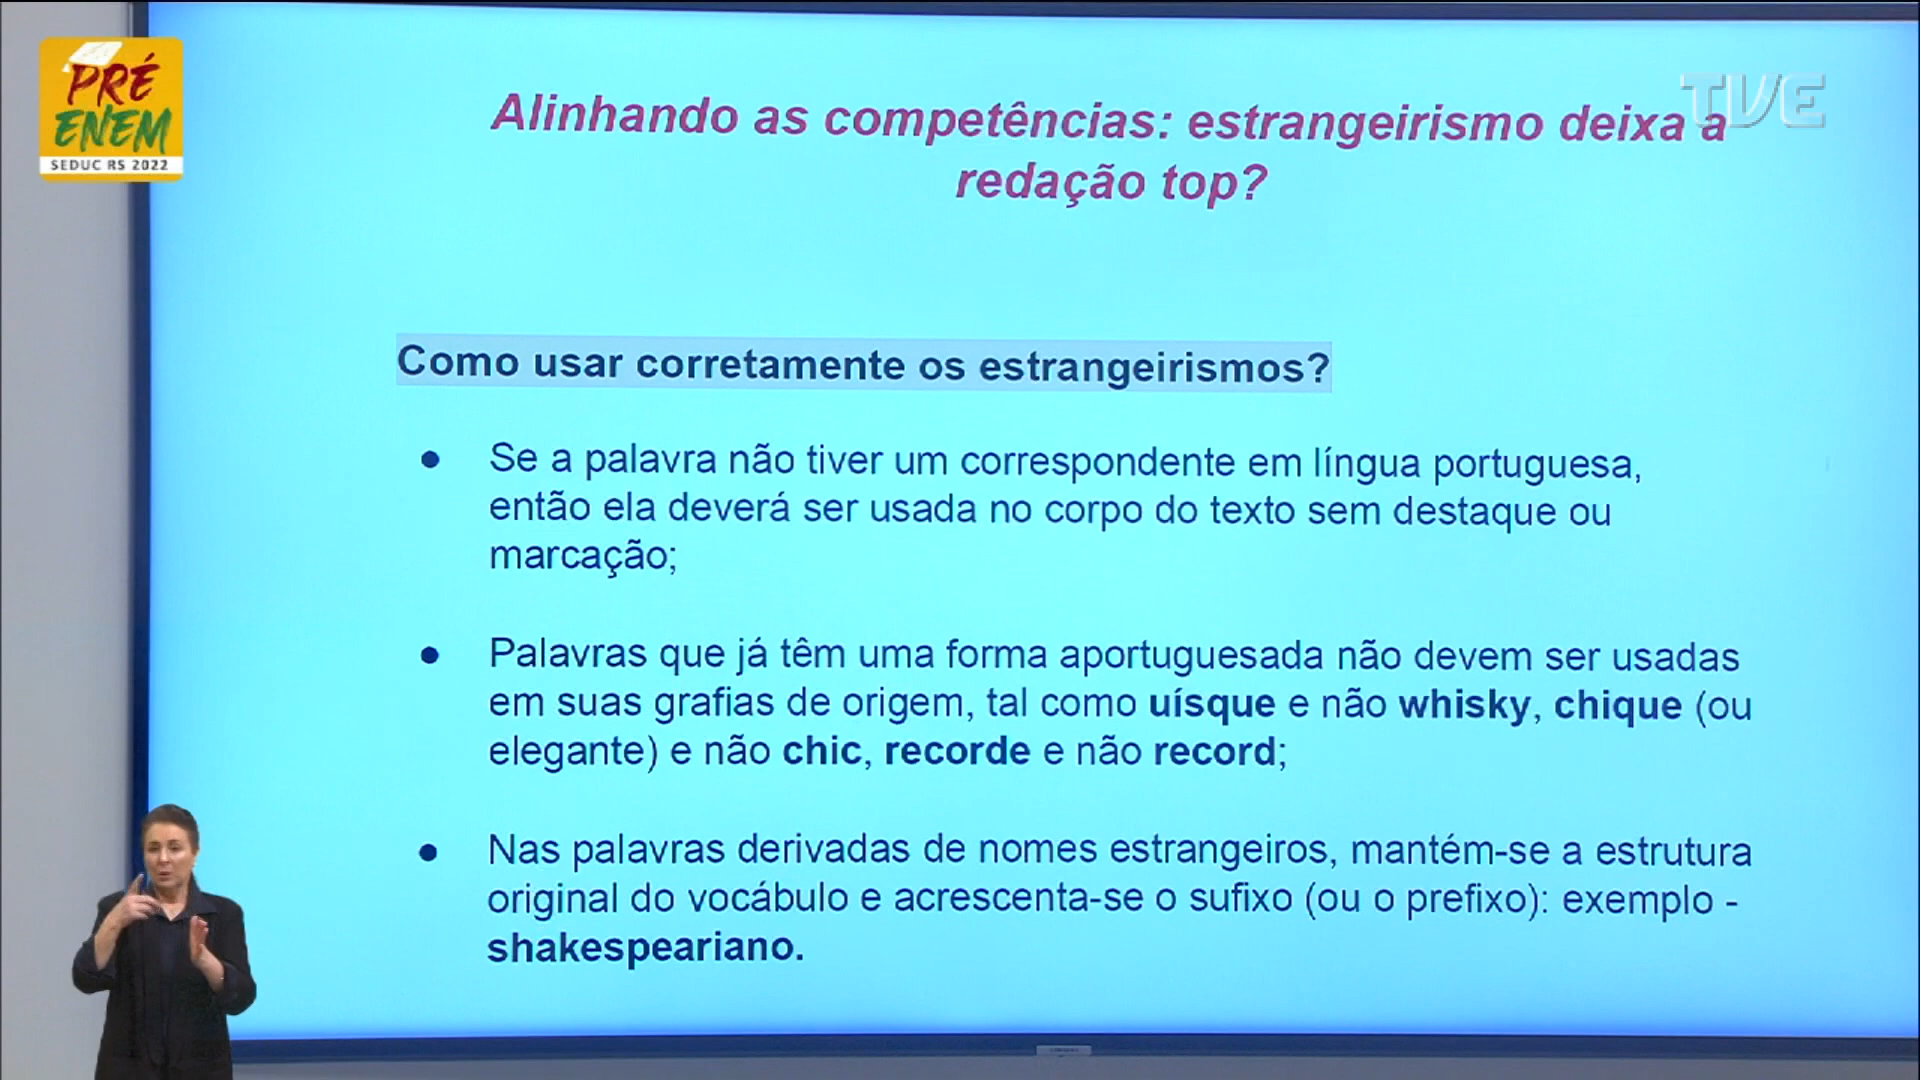 PRÉ
ENEM
SEDUC RS 2022
TVE
Alinhando as competências: estrangeirismo deixa a
redação top?
Como usar corretamente os estrangeirismos?
● Se a palavra não tiver um correspondente em língua portuguesa,
então ela deverá ser usada no corpo do texto sem destaque ou
marcação;
● Palavras que já têm uma forma aportuguesada não devem ser usadas
em suas grafias de origem, tal como uísque e não whisky, chique (ou
elegante) e não chic, recorde e não record;
● Nas palavras derivadas de nomes estrangeiros, mantém-se a estrutura
original do vocábulo e acrescenta-se o sufixo (ou o prefixo): exemplo -
shakespeariano.